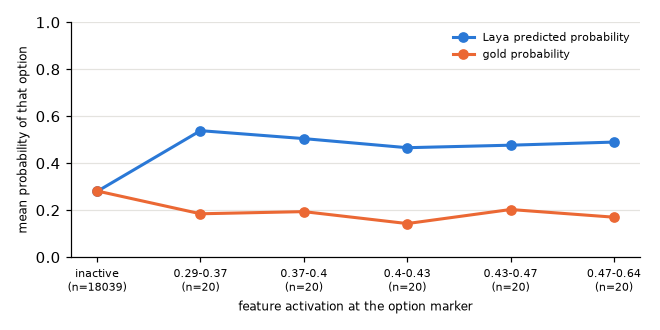 1.0
0.8
0.6
0.4
0.2
0.0
mean probability of that option
Laya predicted probability
gold probability
inactive
(n=18039)
0.29-0.37
(n=20)
0.37-0.4
(n=20)
0.4-0.43
(n=20)
0.43-0.47
(n=20)
0.47-0.64
(n=20)
feature activation at the option marker